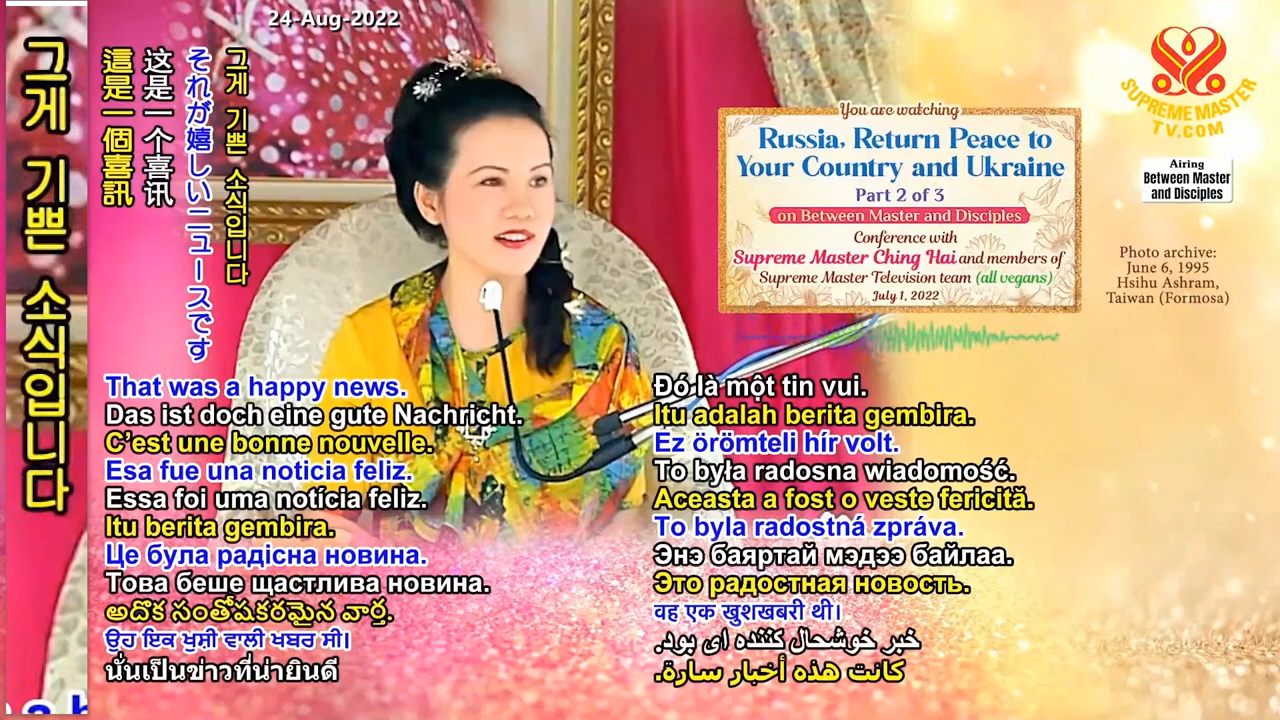 24-Aug-2022
그게 기쁜 소식입니다
這是一個喜訊
这是一个喜讯
それが嬉しいニュースです
그게 기쁜 소식입니다
You are watching
Russia, Return Peace to
Your Country and Ukraine
Part 2 of 3
on Between Master and Disciples
Conference with
Supreme Master Ching Hai and members of
Supreme Master Television team (all vegans)
July 1, 2022
SUPREME MASTER
TV.COM
Airing
Between Master
and Disciples
Photo archive:
June 6, 1995
Hsihu Ashram,
Taiwan (Formosa)
That was a happy news.
Das ist doch eine gute Nachricht.
C’est une bonne nouvelle.
Esa fue una noticia feliz.
Essa foi uma notícia feliz.
Itu berita gembira.
Це була радісна новина.
Това беше щастлива новина.
అదొక సంతోషకరమైన వార్త.
ਉਹ ਇਕ ਖੁਸ਼ੀ ਵਾਲੀ ਖਬਰ ਸੀ।
นั่นเป็นข่าวที่น่ายินดี
Đó là một tin vui.
Itu adalah berita gembira.
Ez örömteli hír volt.
To była radosna wiadomość.
Aceasta a fost o veste fericită.
To byla radostná zpráva.
Энэ баяртай мэдээ байлаа.
Это радостная новость.
वह एक खुशखबरी थी।
خبر خوشحال کننده ای بود.
كانت هذه أخبار سارة.